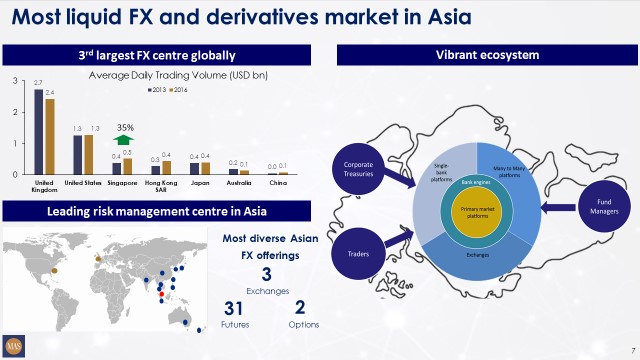 Most liquid FX and derivatives market in Asia
3rd largest FX centre globally
Average Daily Trading Volume (USD bn)
2013 2016
3
2
1
0
2.7 2.4
1.3 1.3
35%
0.4 0.5
0.3 0.4
0.4 0.4
0.2 0.1
0.0 0.1
United Kingdom
United States
Singapore
Hong Kong SAR
Japan
Australia
China
Leading risk management centre in Asia
Most diverse Asian
FX offerings
3
Exchanges
31
Futures
2
Options
Vibrant ecosystem
Corporate
Treasuries
Traders
Fund
Managers
Single-
bank
platforms
Many to Many
platforms
Bank engines
Primary market
platforms
Exchanges
MAS
7